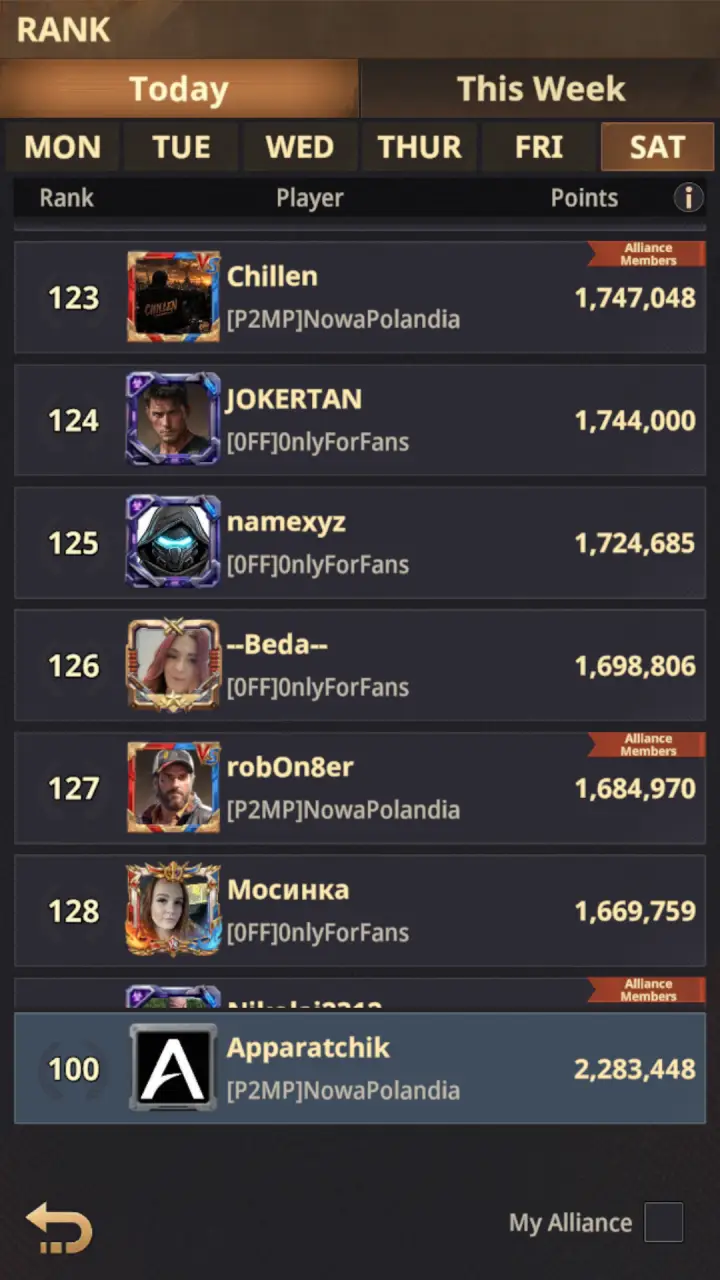 RANK
Today
This Week
MON
TUE
WED
THUR
FRI
SAT
Rank
Player
Points
Alliance
Members
123
CHILLEN
Chillen
[P2MP]NowaPolandia
1,747,048
124
JOKERTAN
[0FF]0nlyForFans
1,744,000
125
namexyz
[0FF]0nlyForFans
1,724,685
126
--Beda--
[0FF]0nlyForFans
1,698,806
Alliance
Members
127
robOn8er
[P2MP]NowaPolandia
1,684,970
128
Мосинка
[0FF]0nlyForFans
1,669,759
Alliance
Members
100
Apparatchik
[P2MP]NowaPolandia
2,283,448
My Alliance